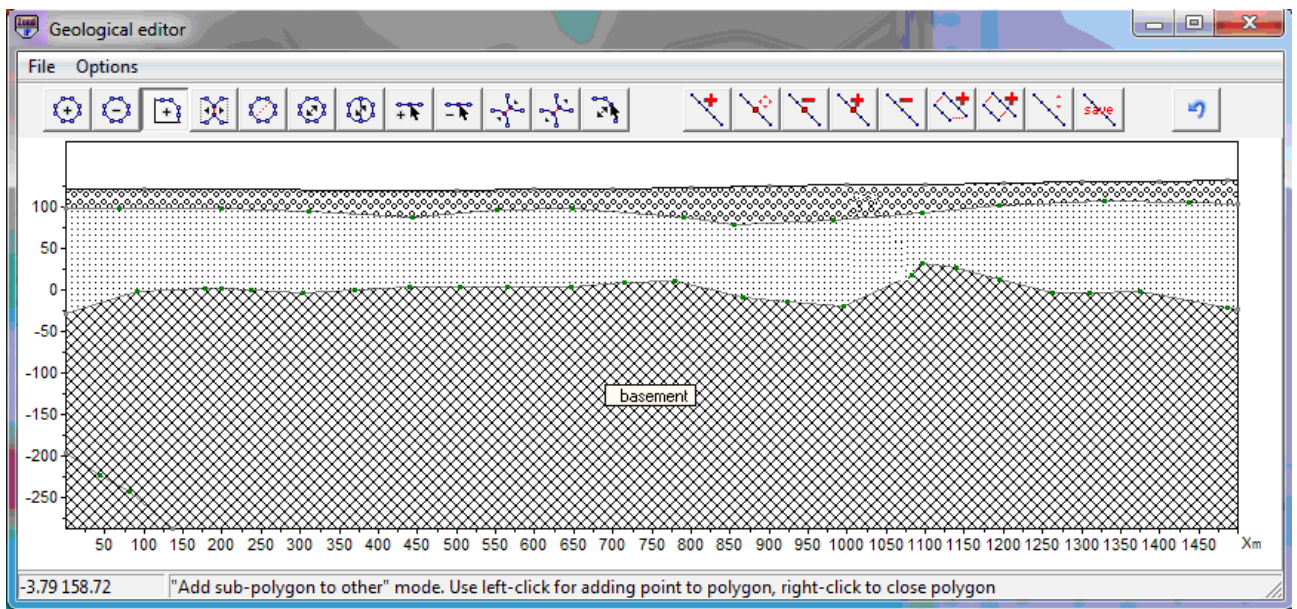 Geological editor
File Options
save
100
50
0
-50
-100
-150
-200
-250
basement
50 100 150 200 250 300 350 400 450 500 550 600 650 700 750 800 850 900 950 1000 1050 1100 1150 1200 1250 1300 1350 1400 1450 Xm
-3.79 158.72 "Add sub-polygon to other" mode. Use left-click for adding point to polygon, right-click to close polygon